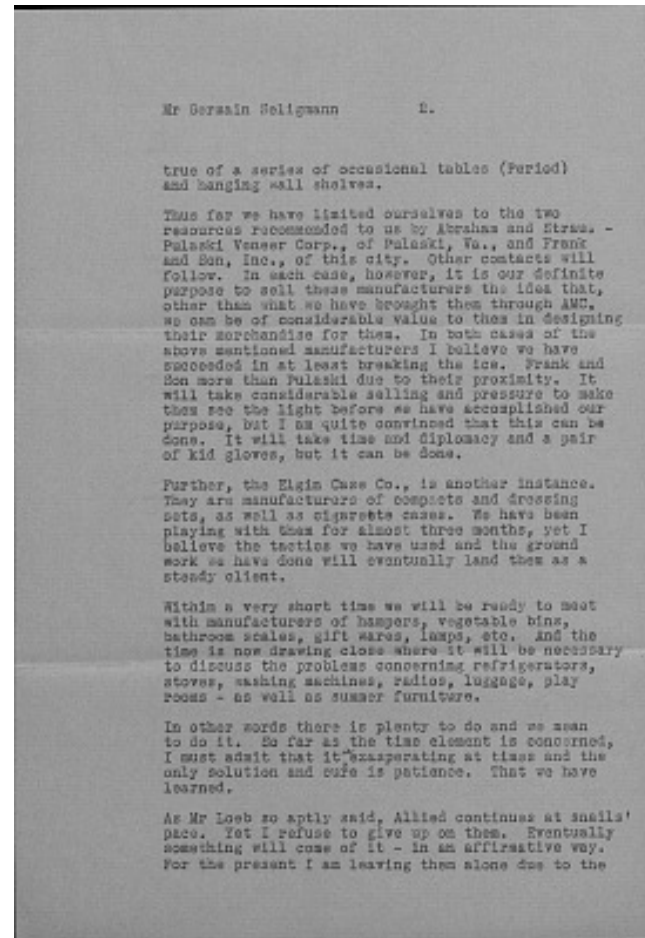 Mr Germain Seligmann 2.
true of a series of occasional tables (Period)
and hanging wall shelves.
Thus far we have limited ourselves to the two
resources recommended to us by Abraham and Straus. -
Pulaski Veneer Corp., of Pulaski, Va., and Frank
and Son, Inc., of this city. Other contacts will
follow. In each case, however, it is our definite
purpose to sell these manufacturers the idea that,
other than what we have brought them through AMC,
we can be of considerable value to them in designing
their merchandise for them. In both cases of the
above mentioned manufacturers I believe we have
succeeded in at least breaking the ice. Frank and
Son more than Pulaski due to their proximity. It
will take considerable selling and pressure to make
them see the light before we have accomplished our
purpose, but I am quite convinced that this can be
done. It will take time and diplomacy and a pair
of kid gloves, but it can be done.
Further, the Elgin Case Co., is another instance.
They are manufacturers of compacts and dressing
sets, as well as cigarette cases. We have been
playing with them for almost three months, yet I
believe the tactics we have used and the ground
work we have done will eventually land them as a
steady client.
Within a very short time we will be ready to meet
with manufacturers of hampers, vegetable bins,
bathroom scales, gift wares, lamps, etc. And the
time is now drawing close where it will be necessary
to discuss the problems concerning refrigerators,
stoves, washing machines, radios, luggage, play
rooms - as well as summer furniture.
In other words there is plenty to do and we mean
to do it. So far as the time element is concerned,
I must admit that it exasperating at times and the
only solution and cure is patience. That we have
learned.
As Mr Loeb so aptly said, Allied continues at snails'
pace. Yet I refuse to give up on them. Eventually
something will come of it - in an affirmative way.
For the present I am leaving them alone due to the